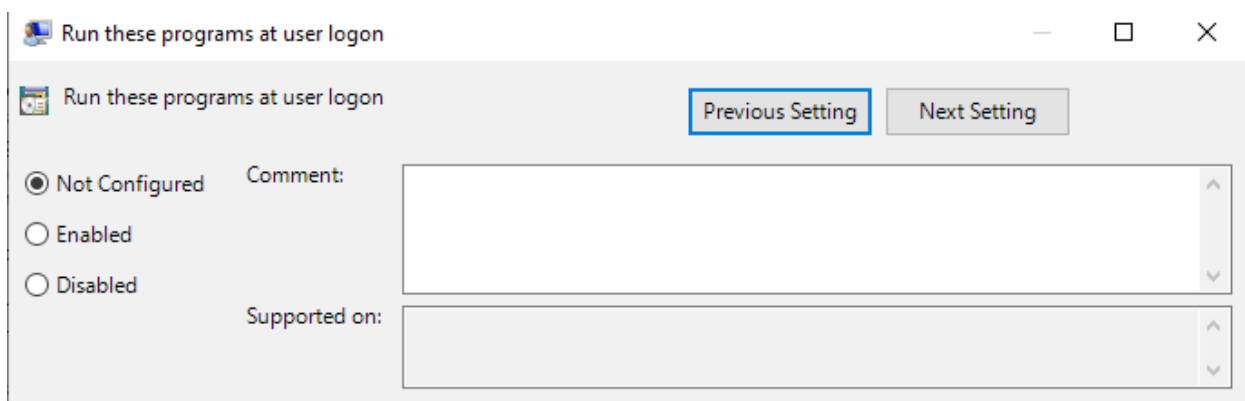 Run these programs at user logon
Run these programs at user logon
Previous Setting
Next Setting
Not Configured
Comment:
Enabled
Disabled
Supported on: